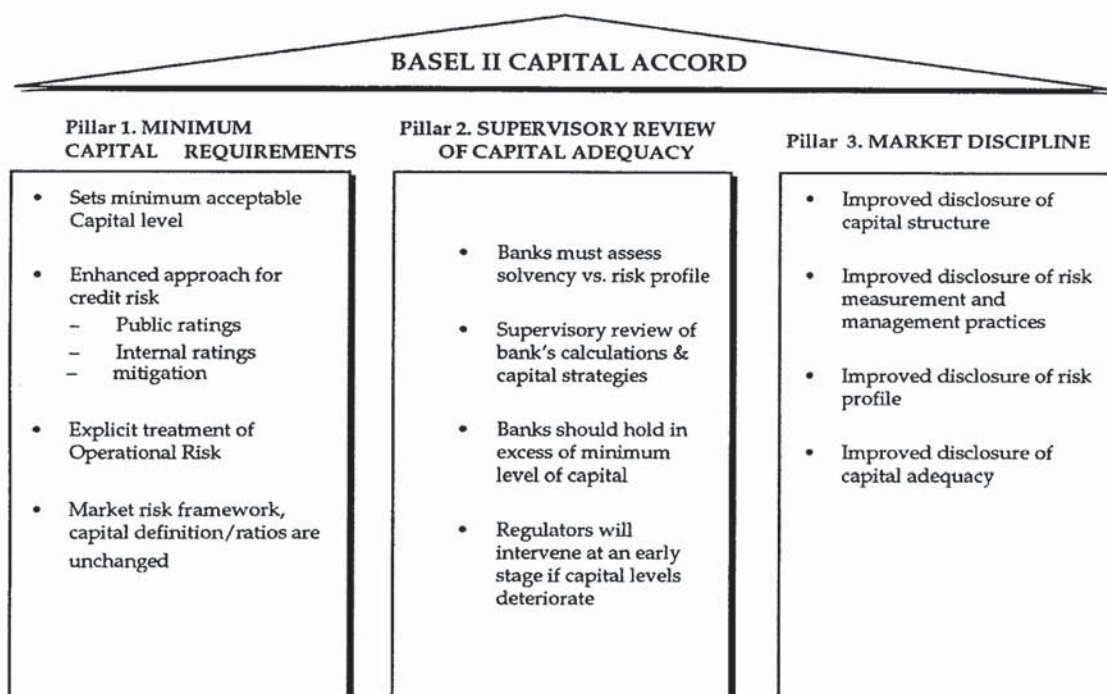 BASEL II CAPITAL ACCORD
Pillar 1. MINIMUM
CAPITAL REQUIREMENTS
• Sets minimum acceptable
Capital level
• Enhanced approach for
credit risk
– Public ratings
– Internal ratings
– mitigation
• Explicit treatment of
Operational Risk
• Market risk framework,
capital definition/ratios are
unchanged
Pillar 2. SUPERVISORY REVIEW
OF CAPITAL ADEQUACY
• Banks must assess
solvency vs. risk profile
• Supervisory review of
bank's calculations &
capital strategies
• Banks should hold in
excess of minimum
level of capital
• Regulators will
intervene at an early
stage if capital levels
deteriorate
Pillar 3. MARKET DISCIPLINE
• Improved disclosure of
capital structure
• Improved disclosure of risk
measurement and
management practices
• Improved disclosure of risk
profile
• Improved disclosure of
capital adequacy